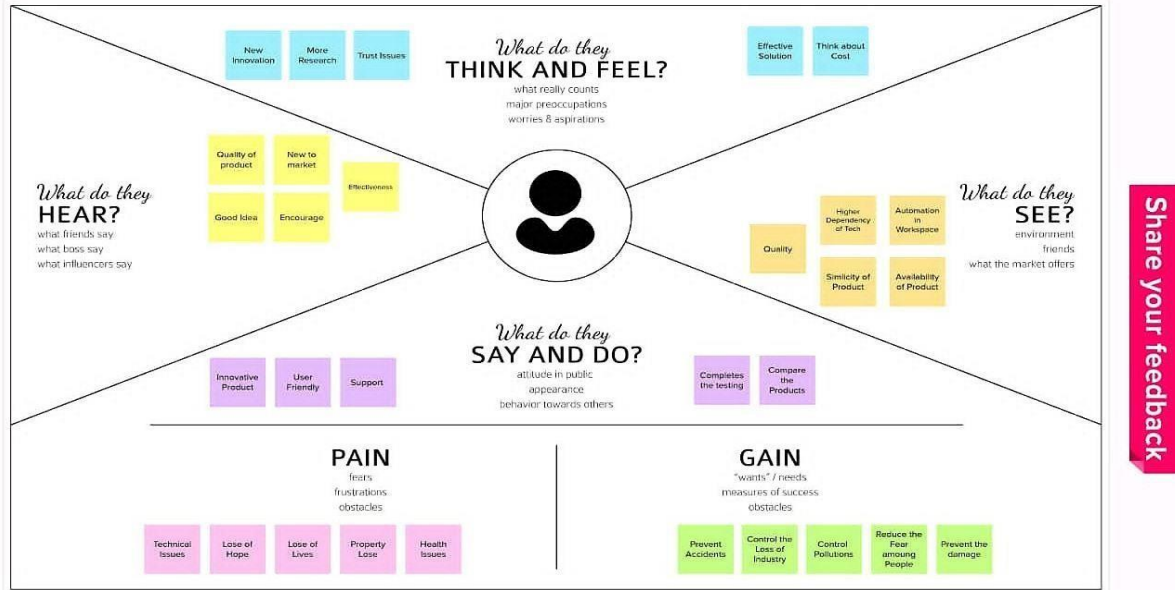 New
Innovation
More
Research
Trust Issues
What do they
THINK AND FEEL?
what really counts
major preoccupations
worries & aspirations
Effective
Solution
Think about
Cost
What do they
HEAR?
what friends say
what boss say
what influencers say
Quality of
product
New to
market
Effectiveness
Good Idea
Encourage
What do they
SEE?
environment
friends
what the market offers
Quality
Higher
Dependency
of Tech
Automation
in
Workspace
Similicity of
Product
Availability
of Product
What do they
SAY AND DO?
attitude in public
appearance
behavior towards others
Innovative
Product
User
Friendly
Support
Completes
the testing
Compare
the
Products
PAIN
fears
frustrations
obstacles
Technical
Issues
Lose of
Hope
Lose of
Lives
Property
Lose
Health
Issues
GAIN
"wants" / needs
measures of success
obstacles
Prevent
Accidents
Control the
Loss of
Industry
Control
Pollutions
Reduce the
Fear
amoung
People
Prevent the
damage
Share your feedback